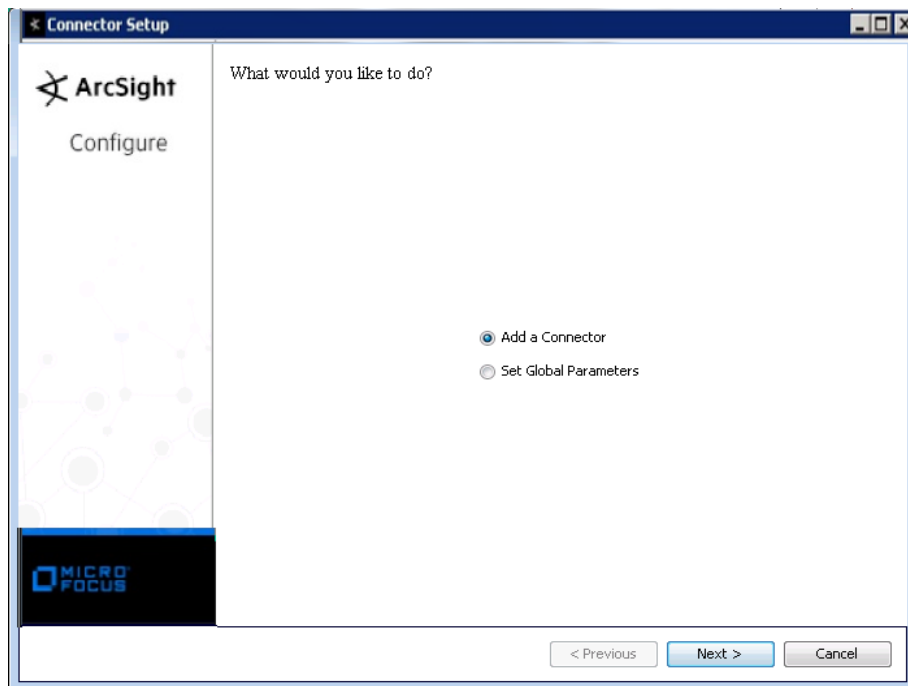 Connector Setup
ArcSight
Configure
What would you like to do?
Add a Connector
Set Global Parameters
MICRO
FOCUS
< Previous
Next >
Cancel